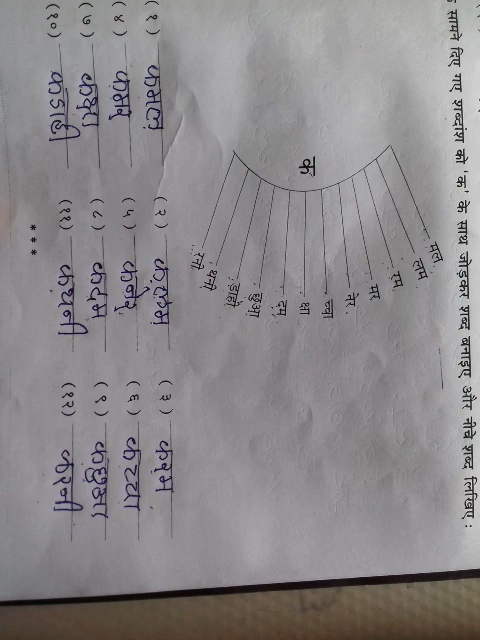 सामने दिए गए शब्दांश को 'क' के साथ जोड़कर शब्द बनाइए और नीचे शब्द लिखिए :
मल
लम
रम
मर
नेर
क
च्चा
था
दम
छुआ
डाही
थनी
रनी
(१) कमल (२) कलम (३) करम
(४) कमर (५) कनेर (६) कच्चा
(७) कथा (८) कदम (९) कछुआ
(१०) कडाही (११) कथनी (१२) करनी
***